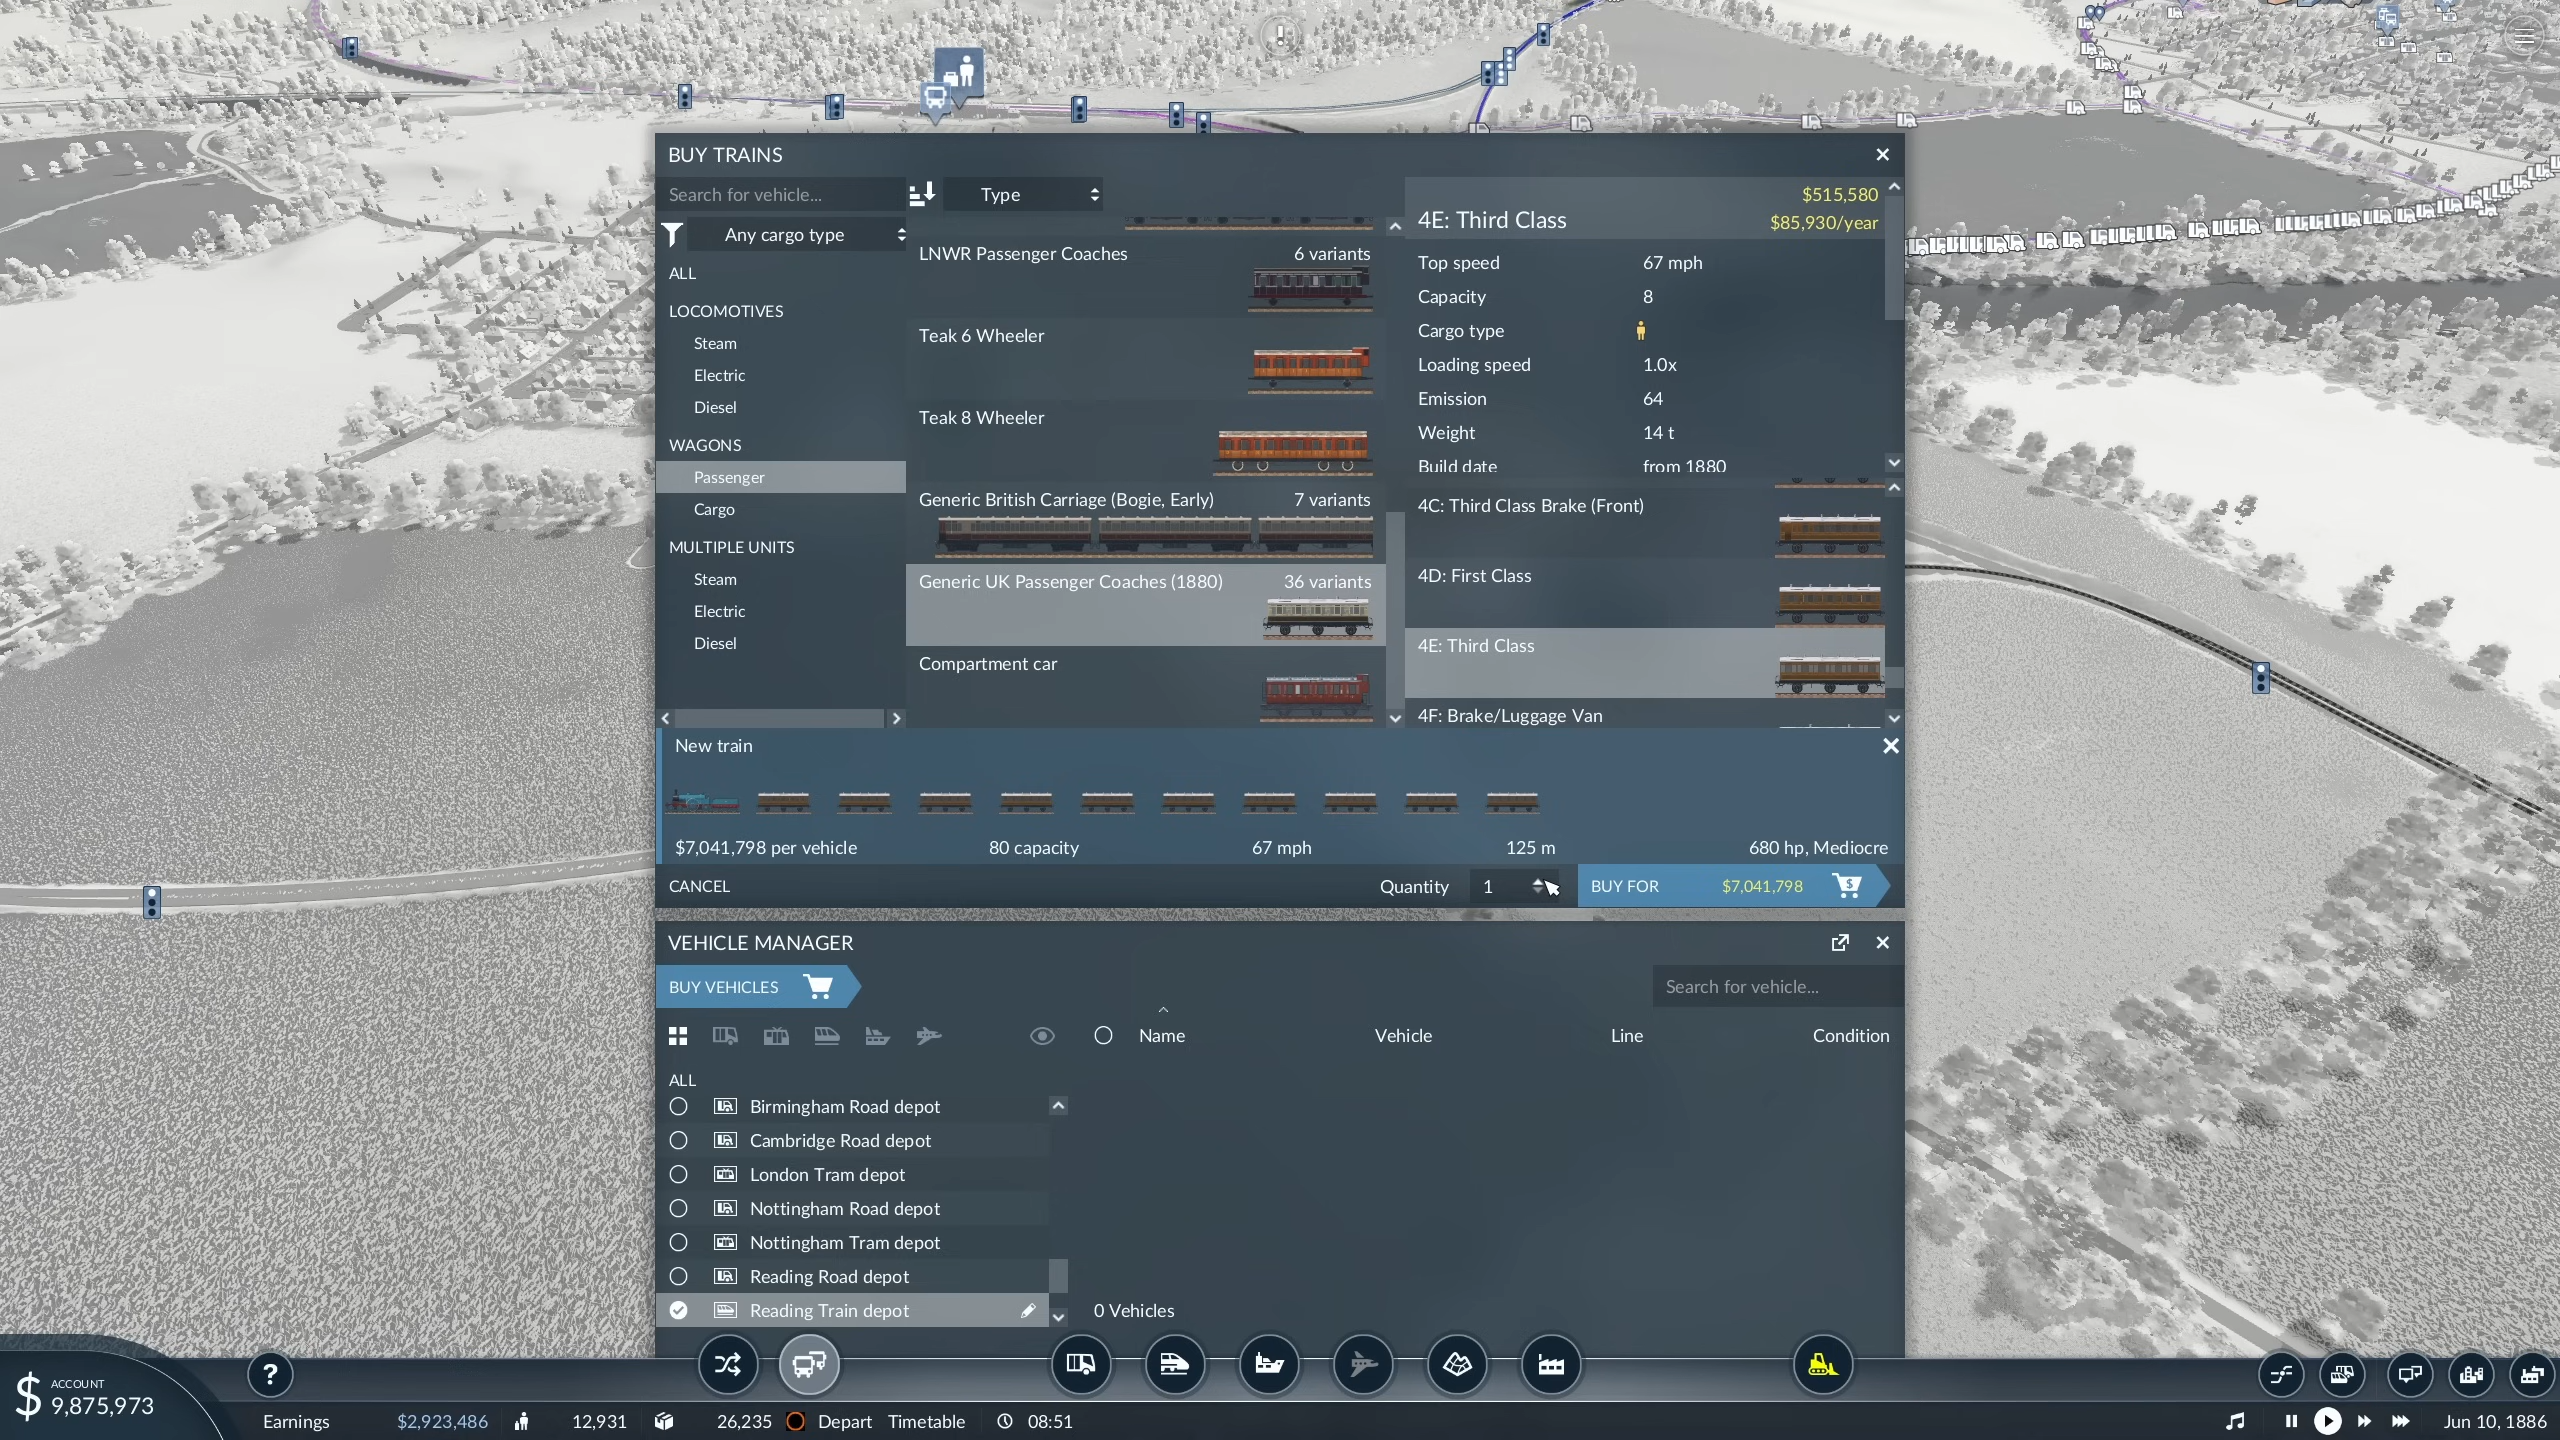 BUY TRAINS
Search for vehicle...
Type
Any cargo type
ALL
LOCOMOTIVES
Steam
Electric
Diesel
WAGONS
Passenger
Cargo
MULTIPLE UNITS
Steam
Electric
Diesel
LNWR Passenger Coaches 6 variants
Teak 6 Wheeler
Teak 8 Wheeler
Generic British Carriage (Bogie, Early) 7 variants
Generic UK Passenger Coaches (1880) 36 variants
Compartment car
$515,580
4E: Third Class
$85,930/year
Top speed 67 mph
Capacity 8
Cargo type
Loading speed 1.0x
Emission 64
Weight 14 t
Build date from 1880
4C: Third Class Brake (Front)
4D: First Class
4E: Third Class
4F: Brake/Luggage Van
New train
$7,041,798 per vehicle 80 capacity 67 mph 125 m 680 hp, Mediocre
CANCEL Quantity 1 BUY FOR $7,041,798
VEHICLE MANAGER
BUY VEHICLES
Search for vehicle...
Name Vehicle Line Condition
ALL
Birmingham Road depot
Cambridge Road depot
London Tram depot
Nottingham Road depot
Nottingham Tram depot
Reading Road depot
Reading Train depot
0 Vehicles
?
$ ACCOUNT
9,875,973
Earnings $2,923,486 12,931 26,235 Depart Timetable 08:51 Jun 10, 1886